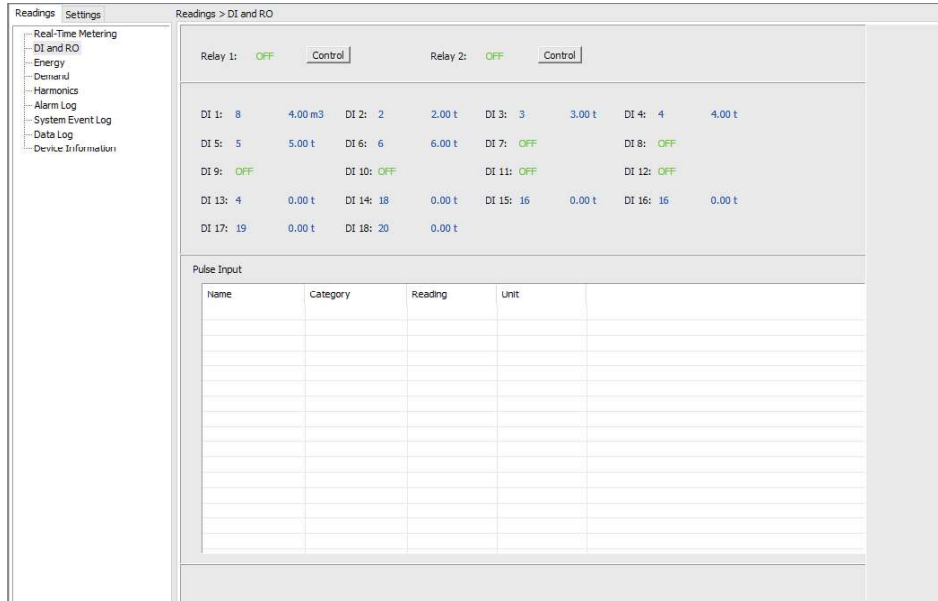 Readings Settings
Readings > DI and RO
Real-Time Metering
DI and RO
Energy
Demand
Harmonics
Alarm Log
System Event Log
Data Log
Device Information
Relay 1: OFF Control Relay 2: OFF Control
DI 1: 8 4.00 m3 DI 2: 2 2.00 t DI 3: 3 3.00 t DI 4: 4 4.00 t
DI 5: 5 5.00 t DI 6: 6 6.00 t DI 7: OFF DI 8: OFF
DI 9: OFF DI 10: OFF DI 11: OFF DI 12: OFF
DI 13: 4 0.00 t DI 14: 18 0.00 t DI 15: 16 0.00 t DI 16: 16 0.00 t
DI 17: 19 0.00 t DI 18: 20 0.00 t
Pulse Input
Name Category Reading Unit